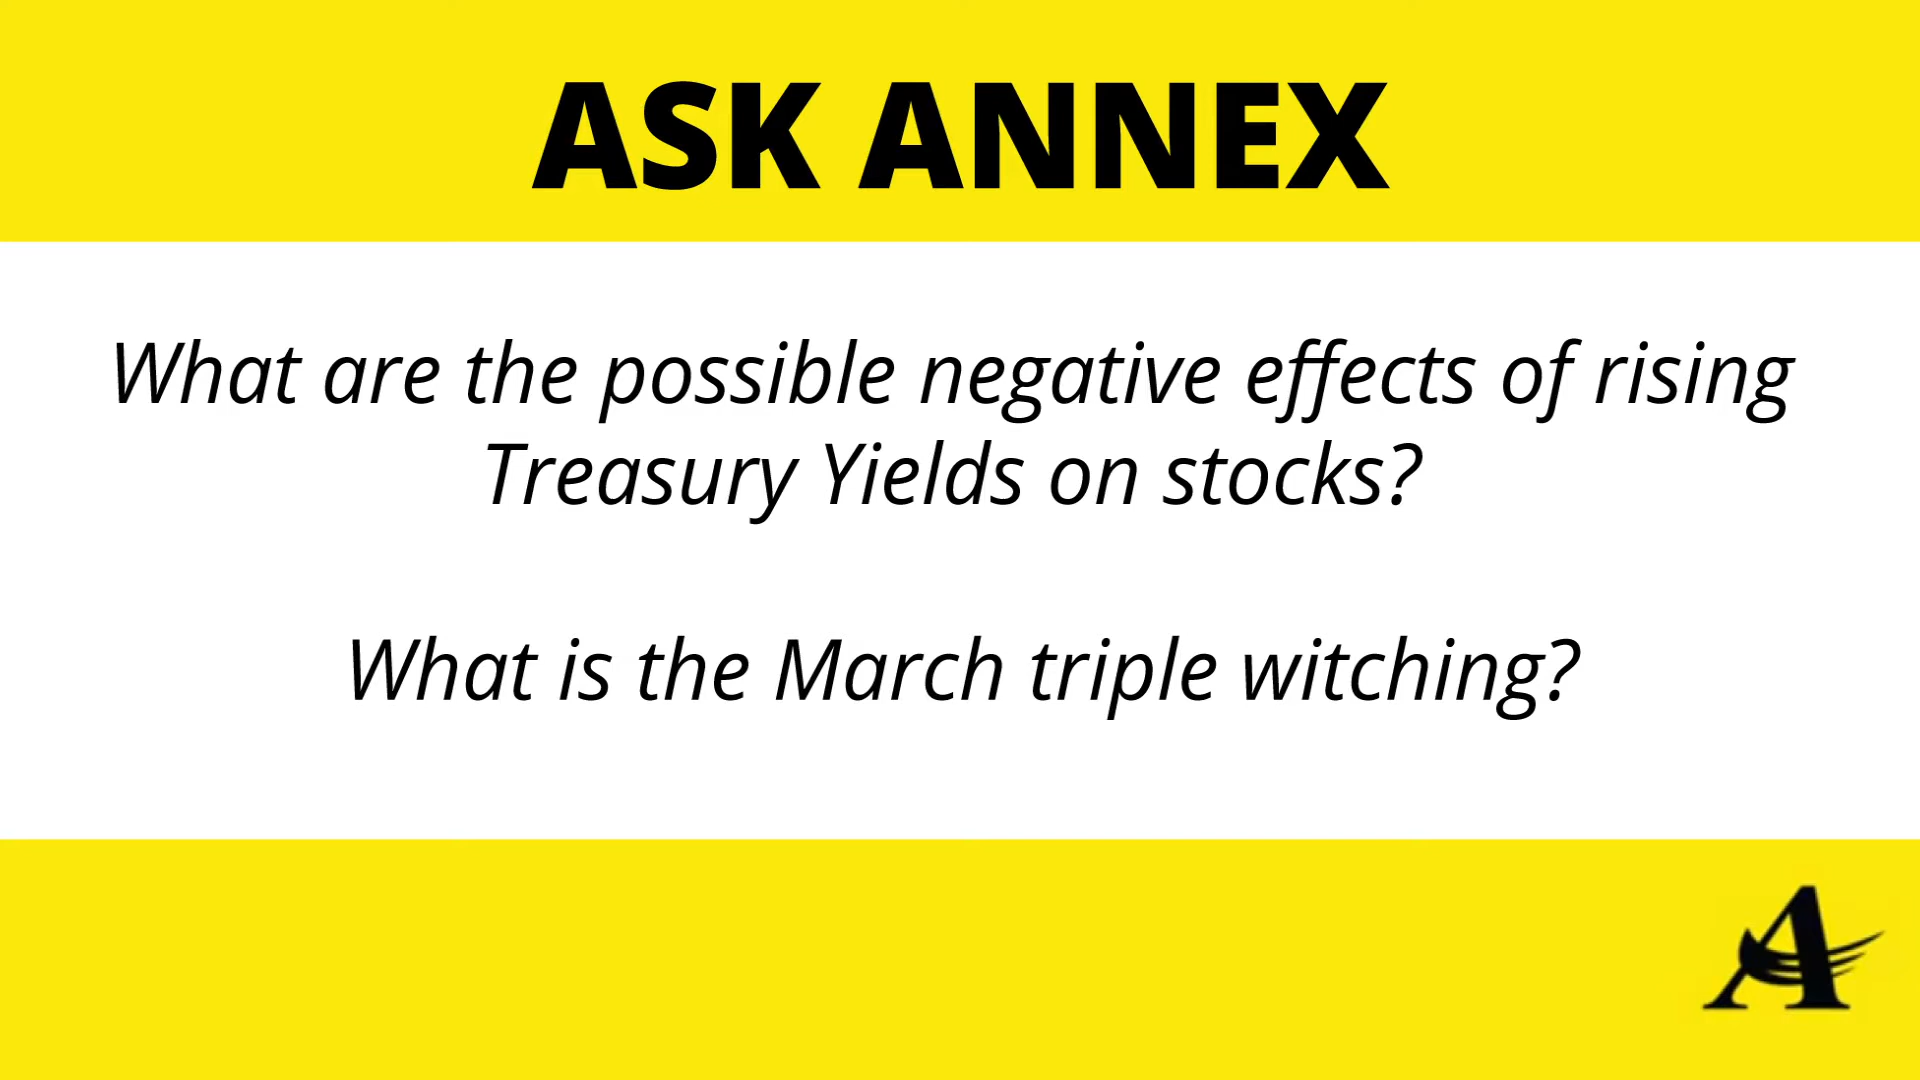 ASK ANNEX
What are the possible negative effects of rising
Treasury Yields on stocks?
What is the March triple witching?
A